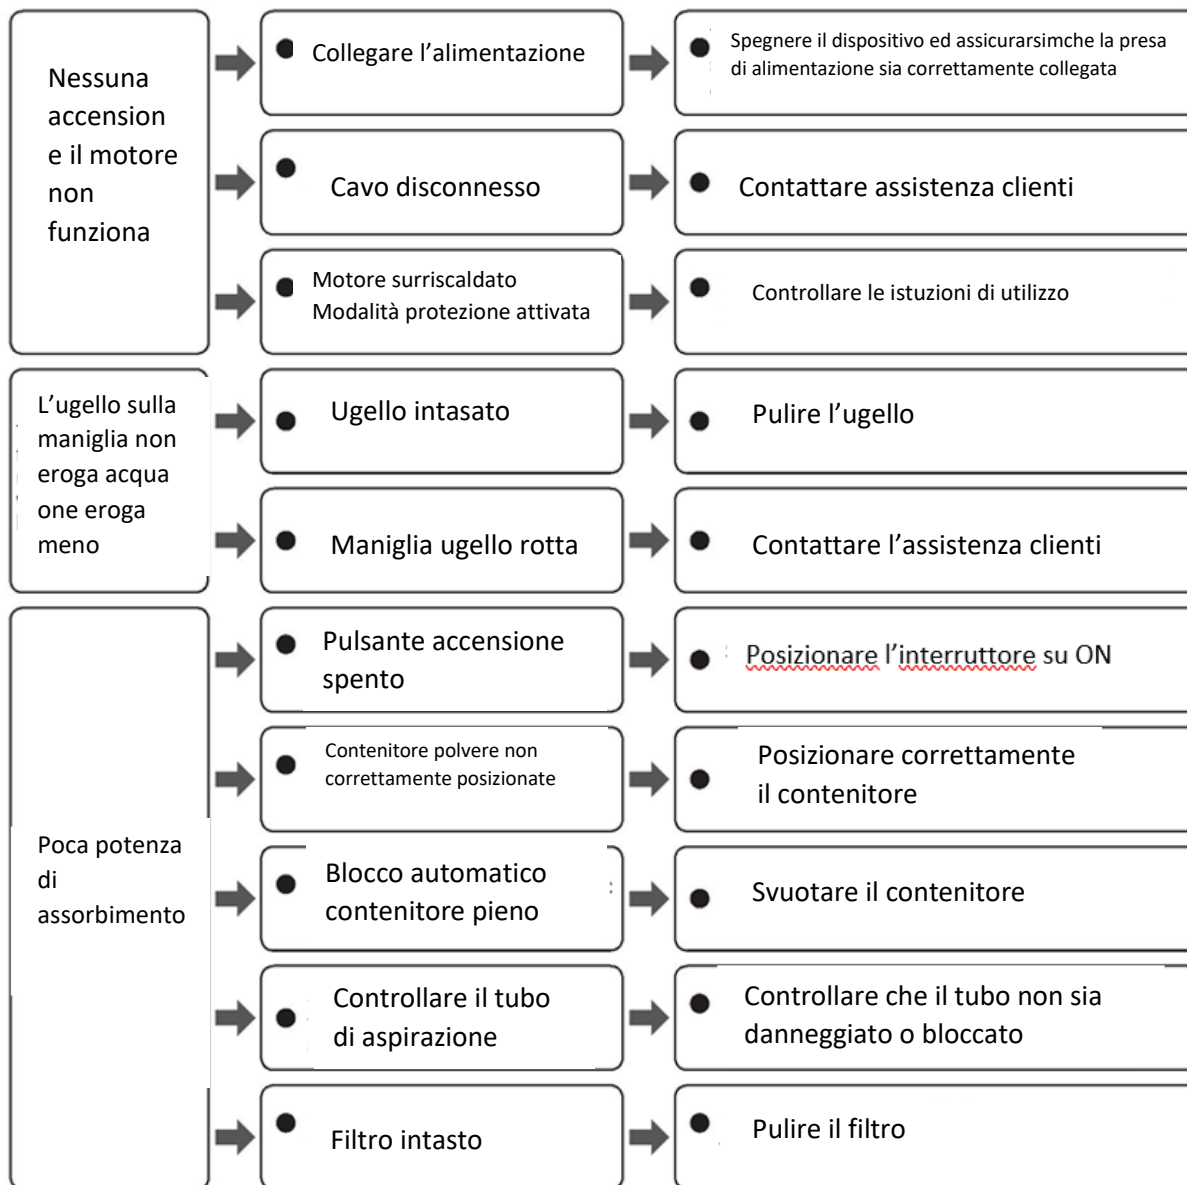 Nessuna
accension
e il motore
non
funziona
Collegare l’alimentazione
Spegnere il dispositivo ed assicurarsimche la presa
di alimentazione sia correttamente collegata
Cavo disconnesso
Contattare assistenza clienti
Motore surriscaldato
Modalità protezione attivata
Controllare le istuzioni di utilizzo
L’ugello sulla
maniglia non
eroga acqua
one eroga
meno
Ugello intasato
Pulire l’ugello
Maniglia ugello rotta
Contattare l’assistenza clienti
Poca potenza
di
assorbimento
Pulsante accensione
spento
Posizionare l’interruttore su ON
Contenitore polvere non
correttamente posizionate
Posizionare correttamente
il contenitore
Blocco automatico
contenitore pieno
Svuotare il contenitore
Controllare il tubo
di aspirazione
Controllare che il tubo non sia
danneggiato o bloccato
Filtro intasto
Pulire il filtro